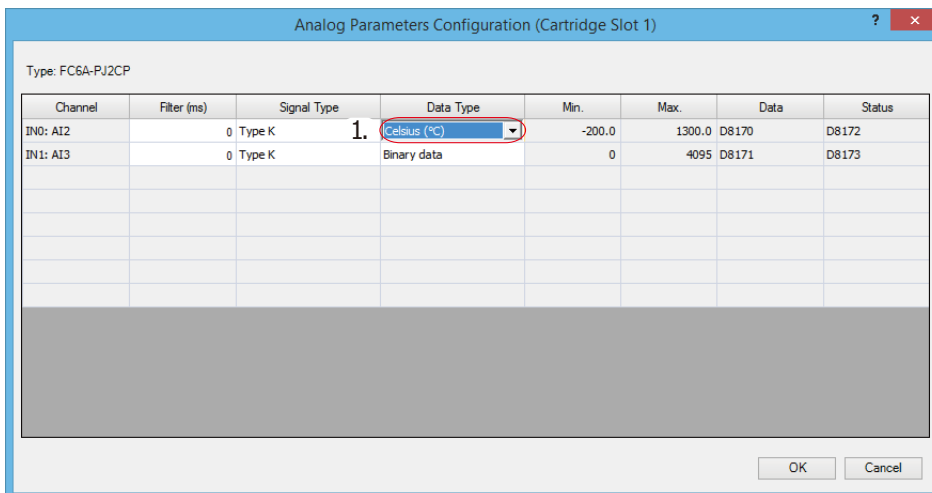 Analog Parameters Configuration (Cartridge Slot 1) ? ×
Type: FC6A-PJ2CP
Channel Filter (ms) Signal Type Data Type Min. Max. Data Status
IN0: AI2 0 Type K 1. Celsius (°C) -200.0 1300.0 D8170 D8172
IN1: AI3 0 Type K Binary data 0 4095 D8171 D8173
OK Cancel